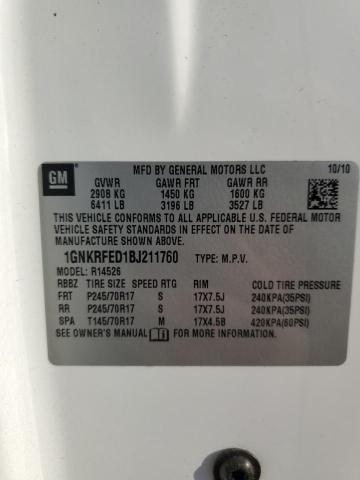 GM
MFD BY GENERAL MOTORS LLC 10/10
GVWR GAWR FRT GAWR RR
2908 KG 1450 KG 1600 KG
6411 LB 3196 LB 3527 LB
THIS VEHICLE CONFORMS TO ALL APPLICABLE U.S. FEDERAL MOTOR
VEHICLE SAFETY STANDARDS IN EFFECT ON THE
DATE OF MANUFACTURE SHOWN ABOVE.
1GNKRFED1BJ211760 TYPE: M.P.V.
MODEL: R14526
RBBZ TIRE SIZE SPEED RTG RIM COLD TIRE PRESSURE
FRT P245/70R17 S 17X7.5J 240KPA(35PSI)
RR P245/70R17 S 17X7.5J 240KPA(35PSI)
SPA T145/70R17 M 17X4.5B 420KPA(60PSI)
SEE OWNER'S MANUAL FOR MORE INFORMATION.